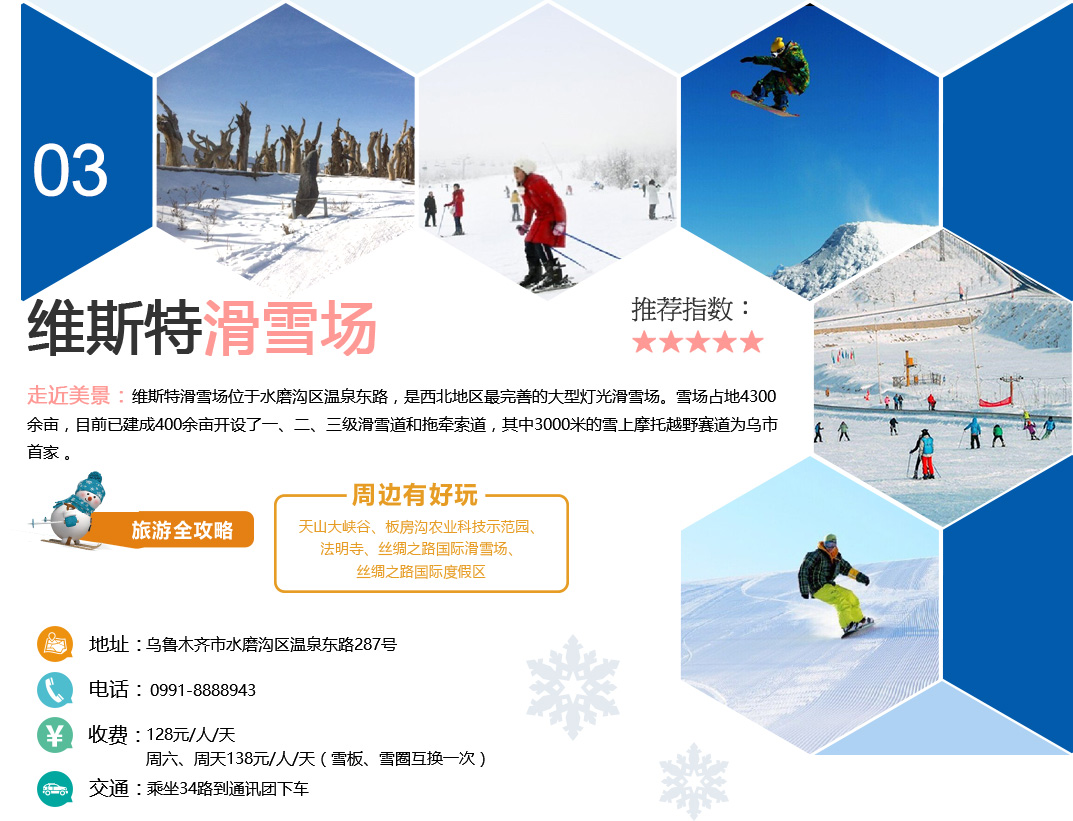 03
维斯特滑雪场
推荐指数：
★★★★★
走近美景：维斯特滑雪场位于水磨沟区温泉东路，是西北地区最完善的大型灯光滑雪场。雪场占地4300
余亩，目前已建成400余亩开设了一、二、三级滑雪道和拖牵索道，其中3000米的雪上摩托越野赛道为乌市
首家 。
旅游全攻略
周边有好玩
天山大峡谷、板房沟农业科技示范园、
法明寺、丝绸之路国际滑雪场、
丝绸之路国际度假区
地址：乌鲁木齐市水磨沟区温泉东路287号
电话：0991-8888943
¥ 收费：128元/人/天
周六、周天138元/人/天（雪板、雪圈互换一次）
交通：乘坐34路到通讯团下车